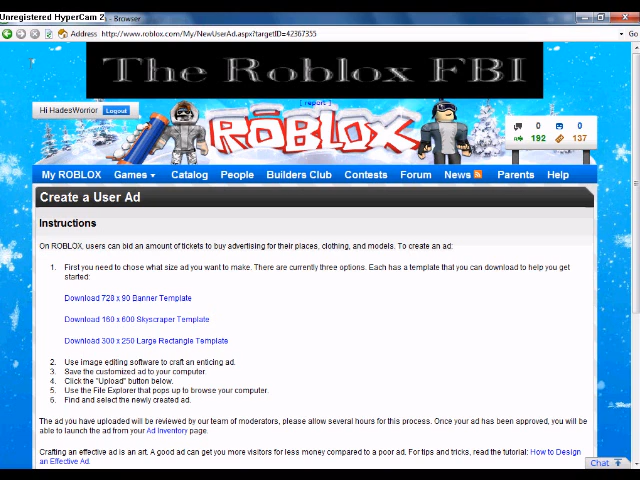 Unregistered HyperCam 2 - Browser
Address http://www.roblox.com/My/NewUserAd.aspx?targetID=42367355 Go
The Roblox FBI
[ report ]
Hi HadesWorrior Logout
ROBLOX
0 0
R$ 192 137
My ROBLOX Games Catalog People Builders Club Contests Forum News Parents Help
Create a User Ad
Instructions
On ROBLOX, users can bid an amount of tickets to buy advertising for their places, clothing, and models. To create an ad:
1. First you need to chose what size ad you want to make. There are currently three options. Each has a template that you can download to help you get
started:
Download 728 x 90 Banner Template
Download 160 x 600 Skyscraper Template
Download 300 x 250 Large Rectangle Template
2. Use image editing software to craft an enticing ad.
3. Save the customized ad to your computer.
4. Click the "Upload" button below.
5. Use the File Explorer that pops up to browse your computer.
6. Find and select the newly created ad.
The ad you have uploaded will be reviewed by our team of moderators, please allow several hours for this process. Once your ad has been approved, you will be
able to launch the ad from your Ad Inventory page.
Crafting an effective ad is an art. A good ad can get you more visitors for less money compared to a poor ad. For tips and tricks, read the tutorial: How to Design
an Effective Ad.
Chat